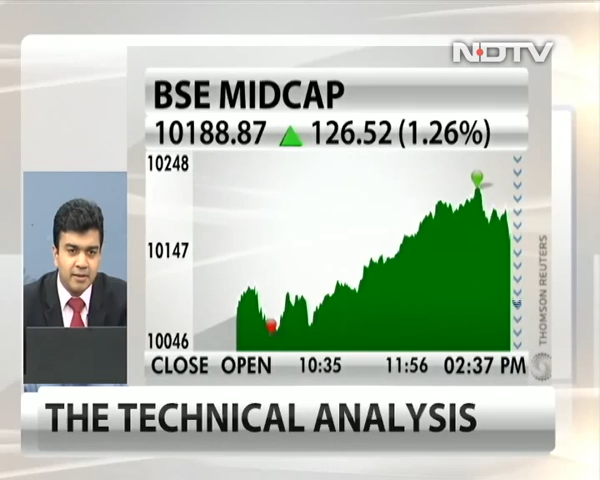 NDTV
BSE MIDCAP
10188.87 126.52 (1.26%)
10248
10147
10046
CLOSE OPEN 10:35 11:56 02:37 PM
THOMSON REUTERS
THE TECHNICAL ANALYSIS